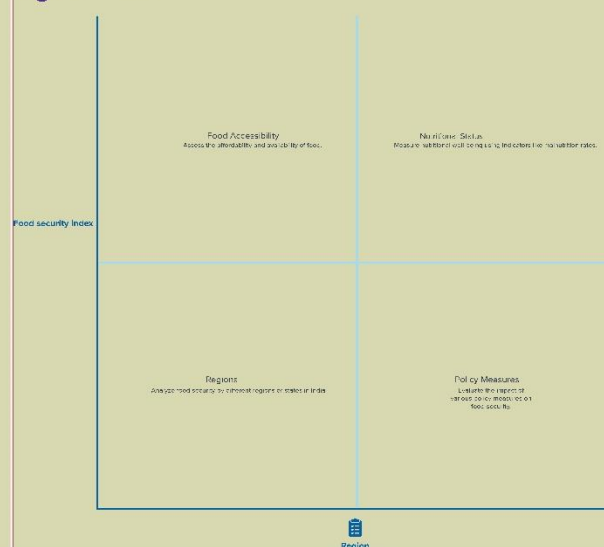 Food Accessibility
Assess the affordability and availability of food.
Nutritional Status
Measure nutritional well-being using indicators like malnutrition rates.
Food security index
Regions
Analyze food security by different regions or states in India
Policy Measures
Evaluate the impact of
various policy measures on
food security.
Region